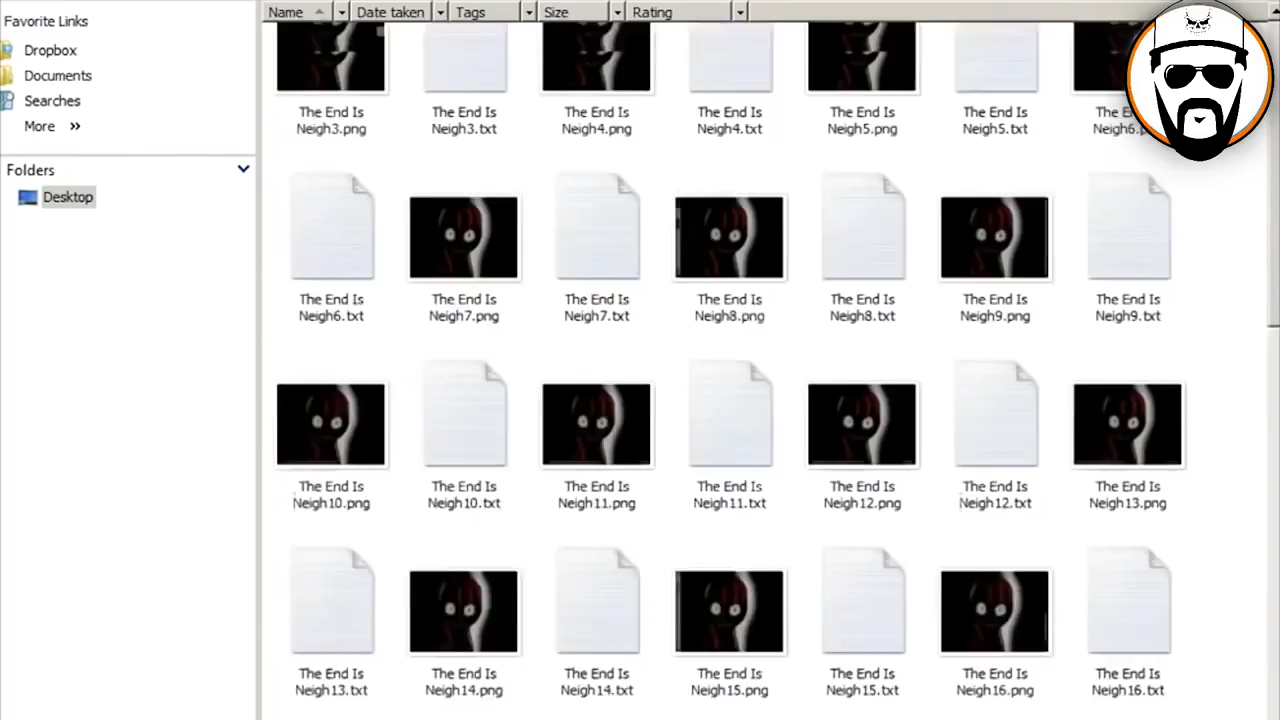 Name Date taken Tags Size Rating
Favorite Links
Dropbox
Documents
Searches
More
Folders
Desktop
The End Is
Neigh3.png
The End Is
Neigh3.txt
The End Is
Neigh4.png
The End Is
Neigh4.txt
The End Is
Neigh5.png
The End Is
Neigh5.txt
The End Is
Neigh6.p
The End Is
Neigh6.txt
The End Is
Neigh7.png
The End Is
Neigh7.txt
The End Is
Neigh8.png
The End Is
Neigh8.txt
The End Is
Neigh9.png
The End Is
Neigh9.txt
The End Is
Neigh10.png
The End Is
Neigh10.txt
The End Is
Neigh11.png
The End Is
Neigh11.txt
The End Is
Neigh12.png
The End Is
Neigh12.txt
The End Is
Neigh13.png
The End Is
Neigh13.txt
The End Is
Neigh14.png
The End Is
Neigh14.txt
The End Is
Neigh15.png
The End Is
Neigh15.txt
The End Is
Neigh16.png
The End Is
Neigh16.txt